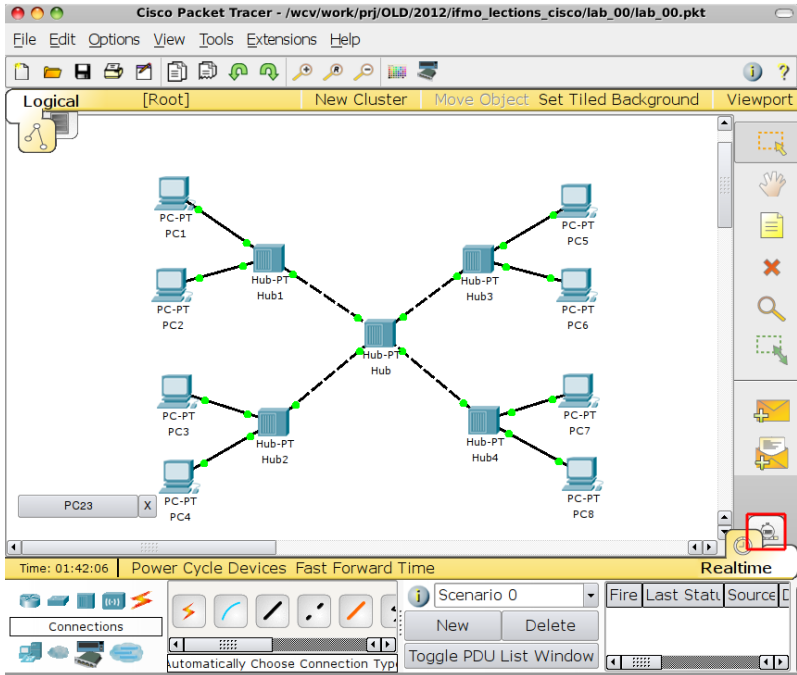 Cisco Packet Tracer - /wcv/work/prj/OLD/2012/ifmo_lections_cisco/lab_00/lab_00.pkt
File Edit Options View Tools Extensions Help
Logical [Root] New Cluster Move Object Set Tiled Background Viewport
PC-PT
PC1
PC-PT
PC5
Hub-PT
Hub1
Hub-PT
Hub3
PC-PT
PC2
PC-PT
PC6
Hub-PT
Hub
PC-PT
PC3
PC-PT
PC7
Hub-PT
Hub2
Hub-PT
Hub4
PC23 X
PC-PT
PC4
PC-PT
PC8
Time: 01:42:06 Power Cycle Devices Fast Forward Time Realtime
Scenario 0
Fire Last Statu Source D
Connections
New Delete
Toggle PDU List Window
Automatically Choose Connection Type